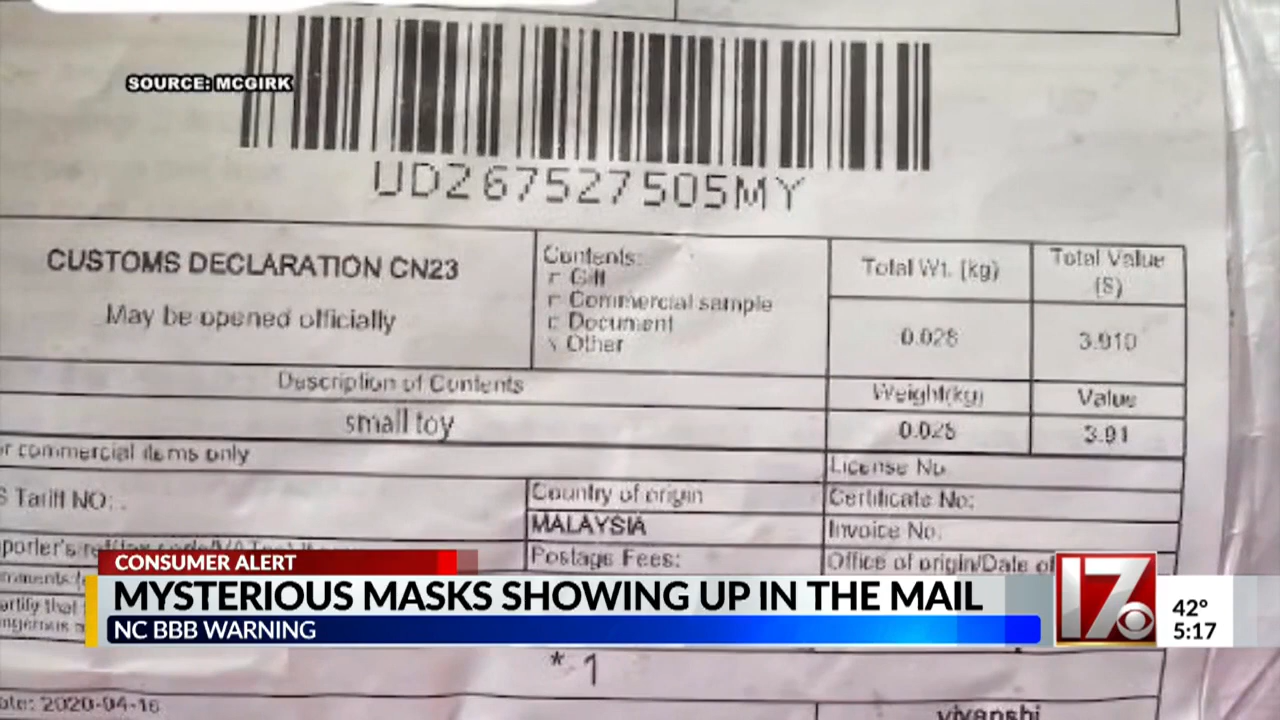 SOURCE: MCGIRK
UD267527505MY
CUSTOMS DECLARATION CN23
May be opened officially
Contents:
Gift
Commercial sample
Document
Other
Total Wt. (kg)
Total Value
($)
0.028
3.910
Description of Contents
Weight(kg)
Value
small toy
0.028
3.91
commercial items only
License No.
Tariff NO: .
Country of origin
Certificate No:
MALAYSIA
Invoice No.
Postage Fees:
Office of origin/Date of
CONSUMER ALERT
MYSTERIOUS MASKS SHOWING UP IN THE MAIL
NC BBB WARNING
17
42°
5:17
* 1
2020-04-16